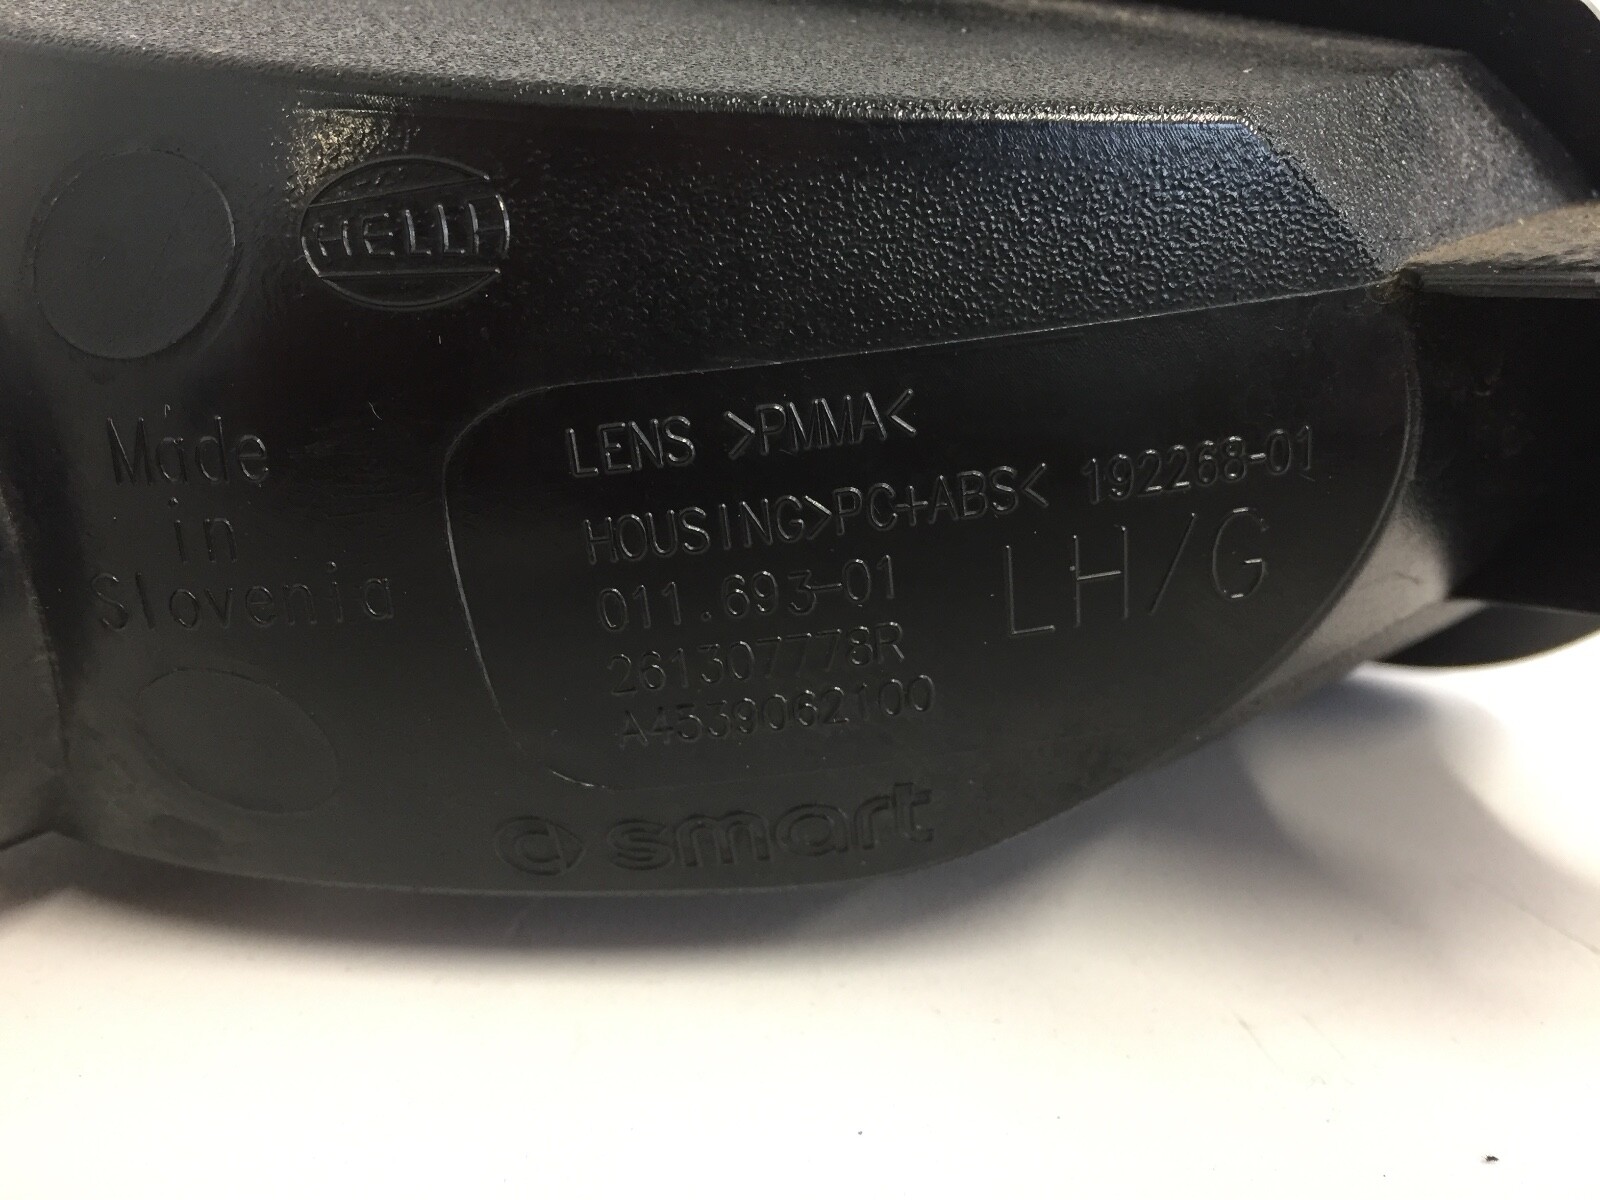 HELLA
Made
in
Slovenia
LENS >PMMA<
HOUSING>PC+ABS< 192268-01
011.693-01
LH/G
261307778R
A4539062100
smart